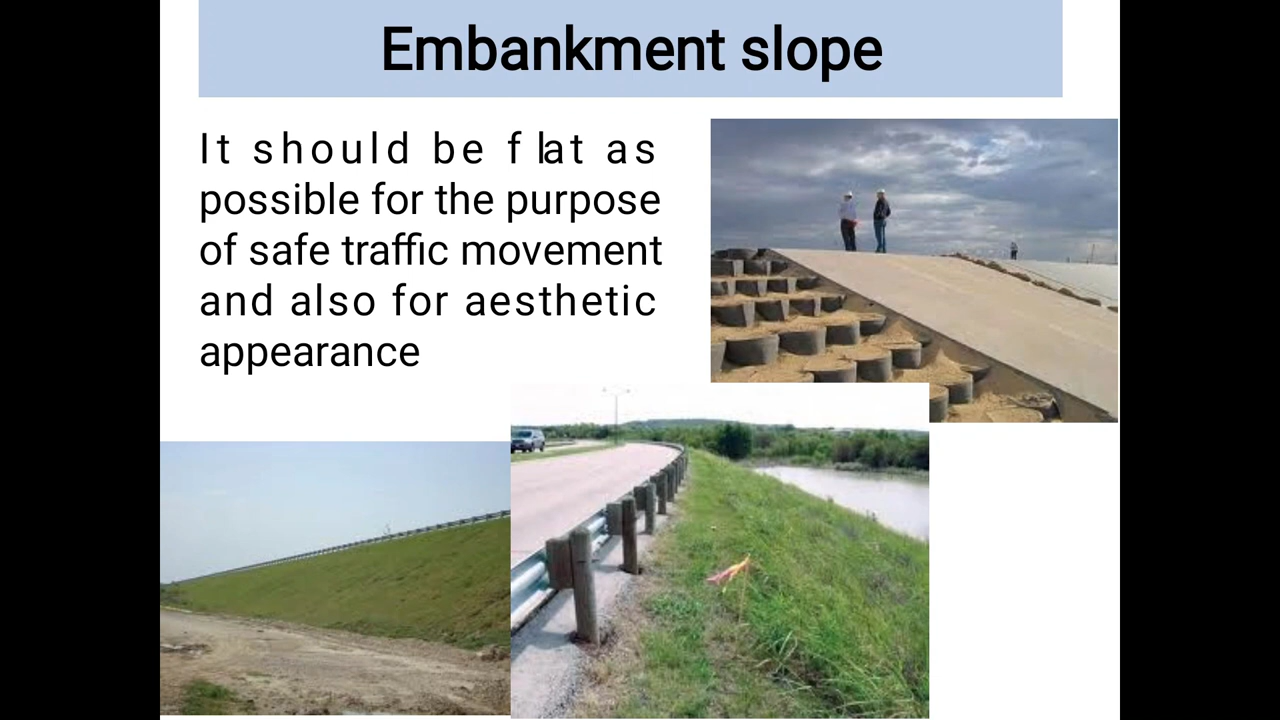 Embankment slope
It should be flat as
possible for the purpose
of safe traffic movement
and also for aesthetic
appearance